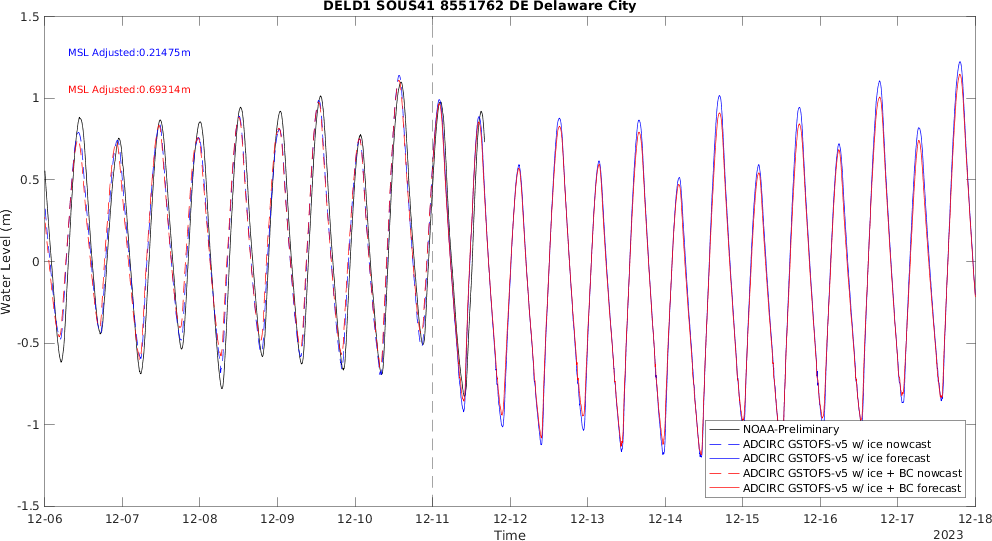 DELD1 SOUS41 8551762 DE Delaware City
MSL Adjusted:0.21475m
MSL Adjusted:0.69314m
Water Level (m)
1.5
1
0.5
0
-0.5
-1
-1.5
NOAA-Preliminary
ADCIRC GSTOFS-v5 w/ ice nowcast
ADCIRC GSTOFS-v5 w/ ice forecast
ADCIRC GSTOFS-v5 w/ ice + BC nowcast
ADCIRC GSTOFS-v5 w/ ice + BC forecast
12-06 12-07 12-08 12-09 12-10 12-11 12-12 12-13 12-14 12-15 12-16 12-17 12-18
Time
2023